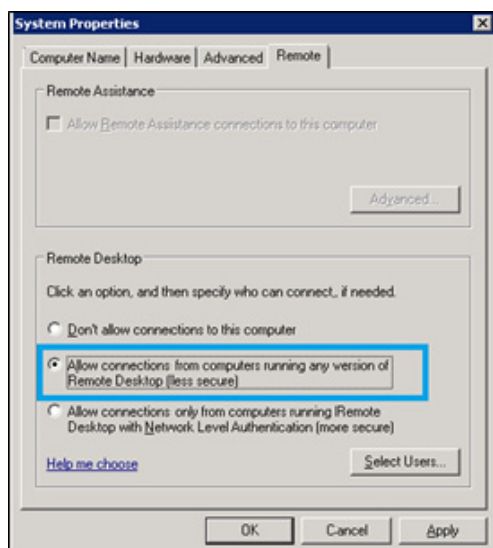 System Properties
Computer Name Hardware Advanced Remote
Remote Assistance
Allow Remote Assistance connections to this computer
Advanced...
Remote Desktop
Click an option, and then specify who can connect, if needed.
Don't allow connections to this computer
Allow connections from computers running any version of
Remote Desktop (less secure)
Allow connections only from computers running Remote
Desktop with Network Level Authentication (more secure)
Help me choose
Select Users...
OK Cancel Apply